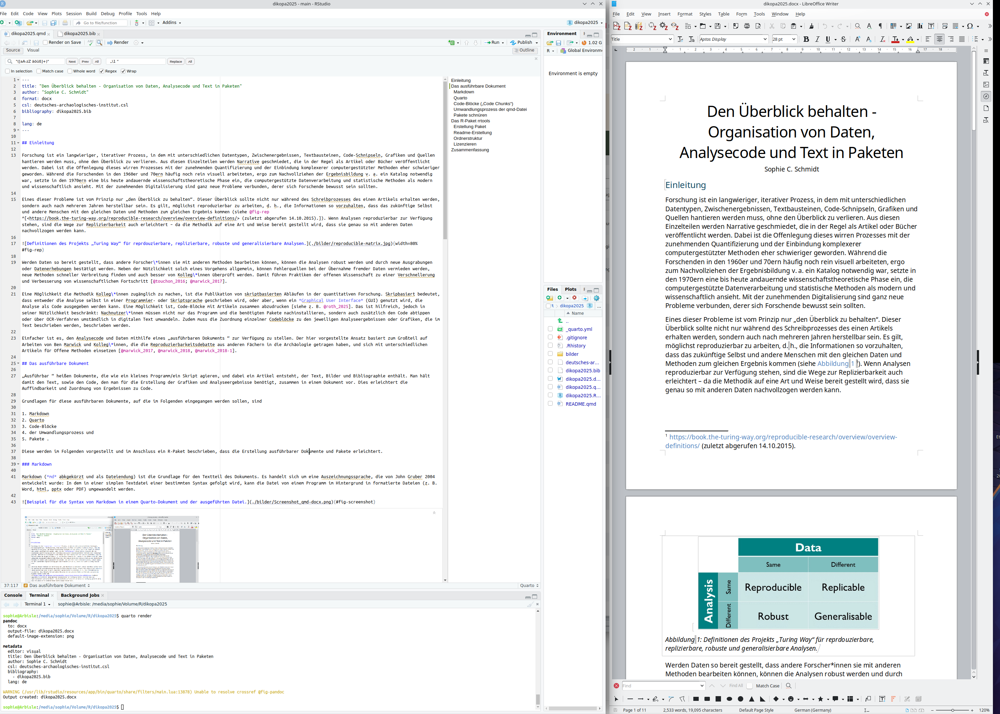 dikopa2025 - main - RStudio
File Edit Code View Plots Session Build Debug Profile Tools Help
Go to file/function Addins dikopa2025
dikopa2025.qmd dikopa2025.bib
Render on Save ABC Render Run Publish
Source Visual Outline
"([aA-zZ äöüß]+)" Next Prev All „\1 “ Replace All
In selection Match case Whole word Regex Wrap
1 ---
2 title: "Den Überblick behalten - Organisation von Daten, Analysecode und Text in Paketen"
3 author: "Sophie C. Schmidt"
4 format: docx
5 csl: deutsches-archaologisches-institut.csl
6 bibliography: dikopa2025.bib
7
8 lang: de
9 ---
10
11 ## Einleitung
12
13 Forschung ist ein langwieriger, iterativer Prozess, in dem mit unterschiedlichen Datentypen, Zwischenergebnissen, Textbausteinen, Code-Schnipseln, Grafiken und Quellen
hantieren werden muss, ohne den Überblick zu verlieren. Aus diesen Einzelteilen werden Narrative geschmiedet, die in der Regel als Artikel oder Bücher veröffentlicht
werden. Dabei ist die Offenlegung dieses wirren Prozesses mit der zunehmenden Quantifizierung und der Einbindung komplexerer computergestützter Methoden eher schwieriger
geworden. Während die Forschenden in den 1960er und 70ern häufig noch rein visuell arbeiteten, ergo zum Nachvollziehen der Ergebnisbildung v. a. ein Katalog notwendig
war, setzte in den 1970ern eine bis heute andauernde wissenschaftstheoretische Phase ein, die computergestützte Datenverarbeitung und statistische Methoden als modern
und wissenschaftlich ansieht. Mit der zunehmenden Digitalisierung sind ganz neue Probleme verbunden, derer sich Forschende bewusst sein sollten.
14
15 Eines dieser Probleme ist vom Prinzip nur „den Überblick zu behalten“. Dieser Überblick sollte nicht nur während des Schreibprozesses des einen Artikels erhalten werden,
sondern auch nach mehreren Jahren herstellbar sein. Es gilt, möglichst reproduzierbar zu arbeiten, d. h., die Informationen so vorzuhalten, dass das zukünftige Selbst
und andere Menschen mit den gleichen Daten und Methoden zum gleichen Ergebnis kommen (siehe @fig-rep
^[<https://book.the-turing-way.org/reproducible-research/overview/overview-definitions/> (zuletzt abgerufen 14.10.2015).]). Wenn Analysen reproduzierbar zur Verfügung
stehen, sind die Wege zur Replizierbarkeit auch erleichtert – da die Methodik auf eine Art und Weise bereit gestellt wird, dass sie genau so mit anderen Daten
nachvollzogen werden kann.
16
17 ![Definitionen des Projekts „Turing Way“ für reprdouzierbare, replizierbare, robuste und generalisierbare Analysen.](./bilder/reproducible-matrix.jpg){width=80%
#fig-rep}
18
19 Werden Daten so bereit gestellt, dass andere Forscher\*innen sie mit anderen Methoden bearbeiten können, können die Analysen robust werden und durch neue Ausgrabungen
oder Datenerhebungen bestätigt werden. Neben der Nützlichkeit solch eines Vorgehens allgemein, können Fehlerquellen bei der Übernahme fremder Daten vermieden werden,
neue Methoden schneller Verbreitung finden und auch besser von Kolleg\*innen überprüft werden. Damit führen Praktiken der offenen Wissenschaft zu einer Verschnellerung
und Verbesserung von wissenschaftlichem Fortschritt [@touchon_2016; @marwick_2017].
20
21 Eine Möglichkeit die Methodik Kolleg\*innen zugänglich zu machen, ist die Publikation von skriptbasierten Abläufen in der quantitativen Forschung. Skripbasiert bedeutet,
dass entweder die Analyse selbst in einer Programmier- oder Skriptsprache geschrieben wird, oder aber, wenn ein *Graphical User Interface* (GUI) genutzt wird, die
Analyse als Code ausgegeben werden kann. Eine Möglichkeit ist, Code-Blöcke mit Artikeln zusammen abzudrucken [siehe z. B. @roth_2025]. Das ist hilfreich, jedoch in
seiner Nützlichkeit beschränkt: Nachnutzer\*innen müssen nicht nur das Programm und die benötigten Pakete nachinstallieren, sondern auch zusätzlich den Code abtippen
oder über OCR-Verfahren umständlich in digitalen Text umwandeln. Zudem muss die Zuordnung einzelner Codeblöcke zu den jeweiligen Analyseergebnissen oder Grafiken, die im
Text beschrieben werden, beschrieben werden.
22
23 Einfacher ist es, den Analysecode und Daten mithilfe eines „ausführbaren Dokuments “ zur Verfügung zu stellen. Der hier vorgestellte Ansatz basiert zum Großteil auf
Arbeiten von Ben Marwick und Kolleg\*innen, die die Reproduzierbarkeitsdebatte aus anderen Fächern in die Archäologie getragen haben, und sich mit unterschiedlichen
Artikeln für Offene Methoden einsetzen [@marwick_2017, @marwick_2018, @marwick_2018-1].
24
25 ## Das ausführbare Dokument
26
27 „Ausführbar “ heißen Dokumente, die wie ein kleines Programm/ein Skript agieren, und dabei ein Artikel entsteht, der Text, Bilder und Bibliographie enthält. Man hält
damit den Text, sowie den Code, den man für die Erstellung der Grafiken und Analyseergebnisse benötigt, zusammen in einem Dokument vor. Dies erleichtert die
Auffindbarkeit und Zuordnung von Ergebnissen zu Code.
28
29 Grundlagen für diese ausführbaren Dokumente, auf die im Folgenden eingegangen werden sollen, sind
30
31 1. Markdown
32 2. Quarto
33 3. Code-Blöcke
34 4. der Umwandlungsprozess und
35 5. Pakete .
36
37 Diese werden im Folgenden vorgestellt und im Anschluss ein R-Paket beschrieben, dass die Erstellung ausführbarer Dokumente und Pakete erleichtert.
38
39 ### Markdown
40
41 Markdown (*md* abkgekürzt und als Dateiendung) ist die Grundlage für den Textteil des Dokuments. Es handelt sich um eine Auszeichnungssprache, die von John Gruber 2004
entwickelt wurde: In dem in einer simplen Textdatei einer bestimmten Syntax gefolgt wird, kann die Datei von einem Programm im Hintergrund in formatierte Dateien (z. B.
Word, html, pptx oder PDF) umgewandelt werden.
42
43 ![Beispiel für die Syntax von Markdown in einem Quarto-Dokument und der ausgeführten Datei.](./bilder/Screenshot_qmd-docx.png){#fig-screenshot}
Den Überblick behalten -
Organisation von Daten,
Analysecode und Text in Paketen
37:117 Das ausführbare Dokument Quarto
Einleitung
Das ausführbare Dokument
Markdown
Quarto
Code-Blöcke („Code Chunks“)
Umwandlungsprozess der qmd-Datei
Pakete schnüren
Das R-Paket rrtools
Erstellung Paket
Readme-Erstellung
Ordnerstruktur
Lizenzieren
Zusammenfassung
Console Terminal Background Jobs
Terminal 1 sophie@Arbisle: /media/sophie/Volume/R/dikopa2025
sophie@Arbisle:/media/sophie/Volume/R/dikopa2025$ quarto render
pandoc
to: docx
output-file: dikopa2025.docx
default-image-extension: png
metadata
editor: visual
title: Den Überblick behalten - Organisation von Daten, Analysecode und Text in Paketen
author: Sophie C. Schmidt
csl: deutsches-archaologisches-institut.csl
bibliography:
- dikopa2025.bib
lang: de
WARNING (/usr/lib/rstudio/resources/app/bin/quarto/share/filters/main.lua:13878) Unable to resolve crossref @fig-pandoc
Output created: dikopa2025.docx
sophie@Arbisle:/media/sophie/Volume/R/dikopa2025$
Environment
1.02 G
R Global Environm
Environment is empty
Files Plots
R dikopa2025 ...
Name
..
_quarto.yml
.gitignore
.Rhistory
bilder
deutsches-ar...
dikopa2025.bib
dikopa2025.d...
dikopa2025.q...
dikopa2025.R...
README.qmd
dikopa2025.docx - LibreOffice Writer
File Edit View Insert Format Styles Table Form Tools Window Help
Title Aptos Display 28 pt
2 1 1 2 3 4 5 6 7 8 9 10 11 12 13 14 15 16 17 18
Den Überblick behalten -
Organisation von Daten,
Analysecode und Text in Paketen
Sophie C. Schmidt
Einleitung
Forschung ist ein langwieriger, iterativer Prozess, in dem mit unterschiedlichen
Datentypen, Zwischenergebnissen, Textbausteinen, Code-Schnipseln, Grafiken und
Quellen hantieren werden muss, ohne den Überblick zu verlieren. Aus diesen
Einzelteilen werden Narrative geschmiedet, die in der Regel als Artikel oder Bücher
veröffentlicht werden. Dabei ist die Offenlegung dieses wirren Prozesses mit der
zunehmenden Quantifizierung und der Einbindung komplexerer
computergestützter Methoden eher schwieriger geworden. Während die
Forschenden in den 1960er und 70ern häufig noch rein visuell arbeiteten, ergo
zum Nachvollziehen der Ergebnisbildung v. a. ein Katalog notwendig war, setzte in
den 1970ern eine bis heute andauernde wissenschaftstheoretische Phase ein, die
computergestützte Datenverarbeitung und statistische Methoden als modern und
wissenschaftlich ansieht. Mit der zunehmenden Digitalisierung sind ganz neue
Probleme verbunden, derer sich Forschende bewusst sein sollten.
Eines dieser Probleme ist vom Prinzip nur „den Überblick zu behalten“. Dieser
Überblick sollte nicht nur während des Schreibprozesses des einen Artikels
erhalten werden, sondern auch nach mehreren Jahren herstellbar sein. Es gilt,
möglichst reproduzierbar zu arbeiten, d. h., die Informationen so vorzuhalten,
dass das zukünftige Selbst und andere Menschen mit den gleichen Daten und
Methoden zum gleichen Ergebnis kommen (siehe Abbildung 1 1). Wenn Analysen
reproduzierbar zur Verfügung stehen, sind die Wege zur Replizierbarkeit auch
erleichtert – da die Methodik auf eine Art und Weise bereit gestellt wird, dass sie
genau so mit anderen Daten nachvollzogen werden kann.
1 https://book.the-turing-way.org/reproducible-research/overview/overview-
definitions/ (zuletzt abgerufen 14.10.2015).
Data
Same Different
Analysis
Same Reproducible Replicable
Different Robust Generalisable
Abbildung 1: Definitionen des Projekts „Turing Way“ für reprdouzierbare,
replizierbare, robuste und generalisierbare Analysen.
Werden Daten so bereit gestellt, dass andere Forscher*innen sie mit anderen
Methoden bearbeiten können, können die Analysen robust werden und durch
Find Find All Match Case
Page 1 of 11 2,533 words, 19,095 characters Default Page Style German (Germany) 120%